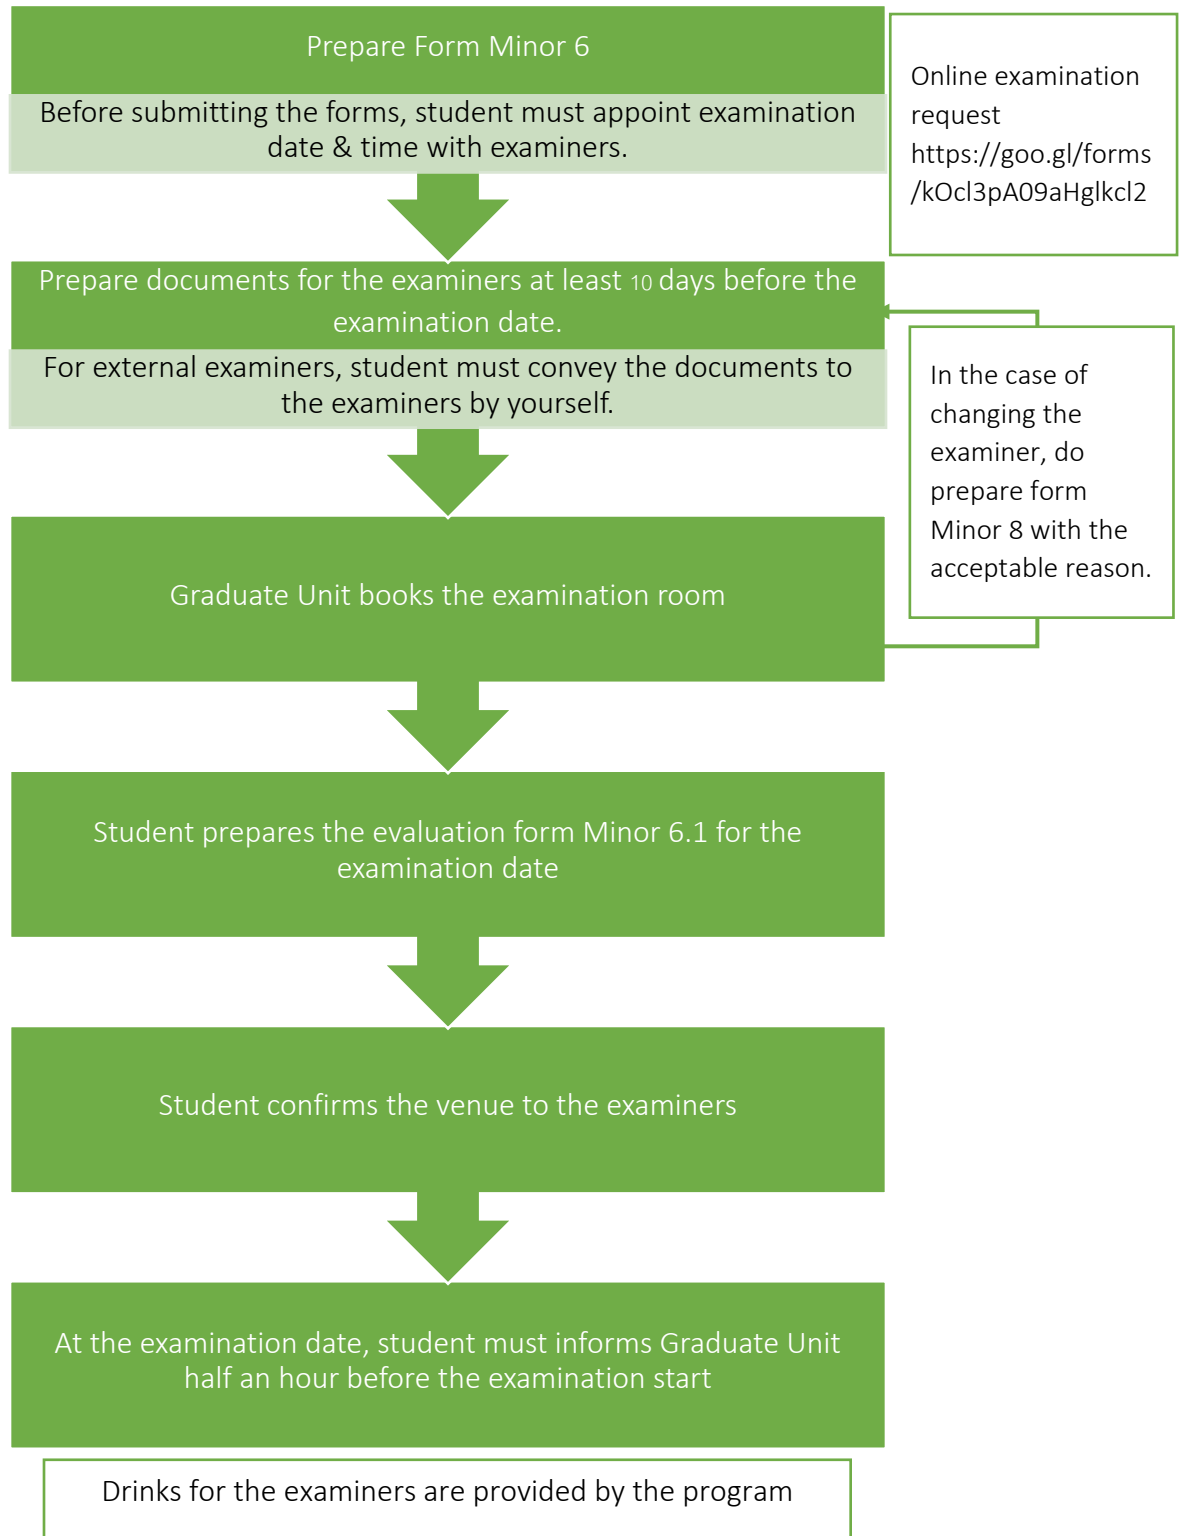 Prepare Form Minor 6
Before submitting the forms, student must appoint examination
date & time with examiners.
Online examination
request
https://goo.gl/forms
/kOcl3pA09aHglkcl2
Prepare documents for the examiners at least 10 days before the
examination date.
For external examiners, student must convey the documents to
the examiners by yourself.
In the case of
changing the
examiner, do
prepare form
Minor 8 with the
acceptable reason.
Graduate Unit books the examination room
Student prepares the evaluation form Minor 6.1 for the
examination date
Student confirms the venue to the examiners
At the examination date, student must informs Graduate Unit
half an hour before the examination start
Drinks for the examiners are provided by the program